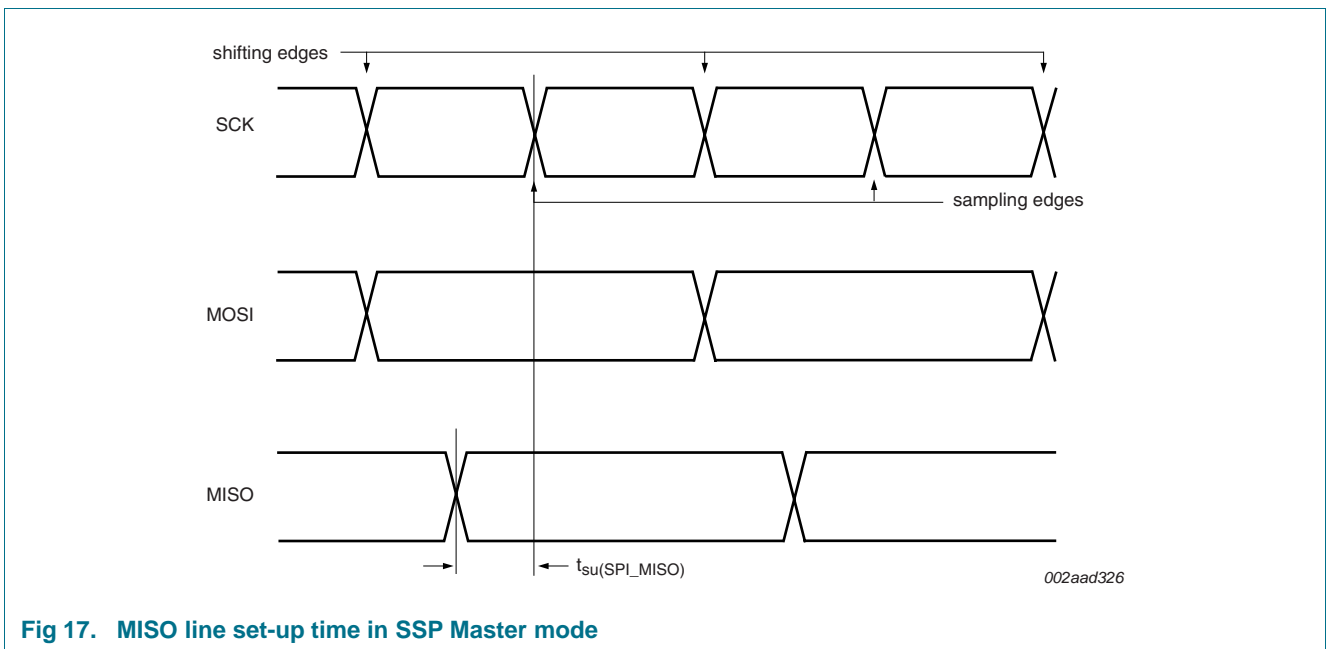 shifting edges
SCK
sampling edges
MOSI
MISO
tsu(SPI_MISO)
002aad326
Fig 17. MISO line set-up time in SSP Master mode